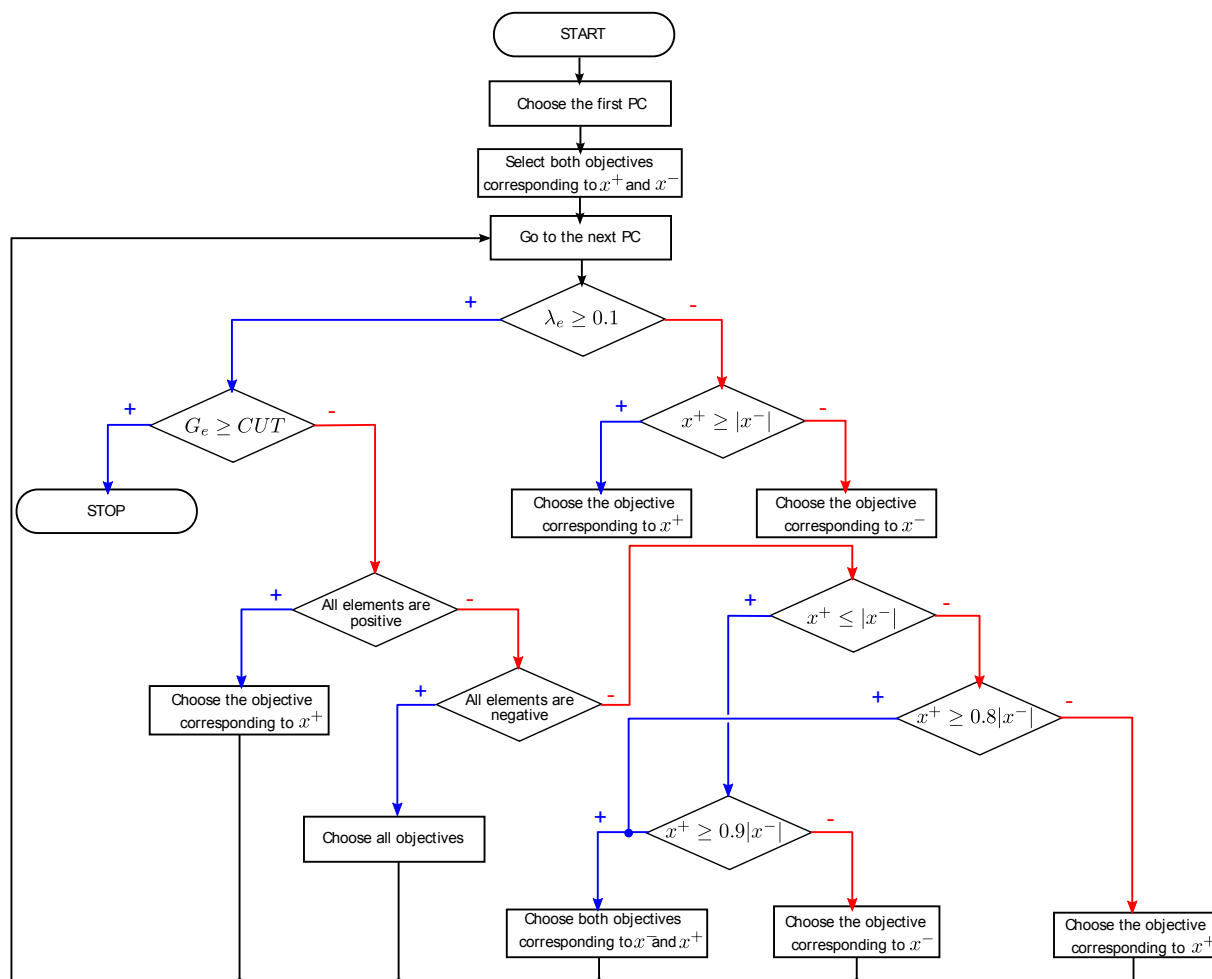 START
Choose the first PC
Select both objectives
corresponding to x⁺ and x⁻
Go to the next PC
+
-
λₑ ≥ 0.1
+
-
Gₑ ≥ CUT
+
-
x⁺ ≥ |x⁻|
STOP
Choose the objective
corresponding to x⁺
Choose the objective
corresponding to x⁻
+
-
All elements are
positive
+
-
x⁺ ≤ |x⁻|
Choose the objective
corresponding to x⁺
+
-
All elements are
negative
+
-
x⁺ ≥ 0.8|x⁻|
Choose all objectives
+
-
x⁺ ≥ 0.9|x⁻|
Choose both objectives
corresponding to x⁻and x⁺
Choose the objective
corresponding to x⁻
Choose the objective
corresponding to x⁺